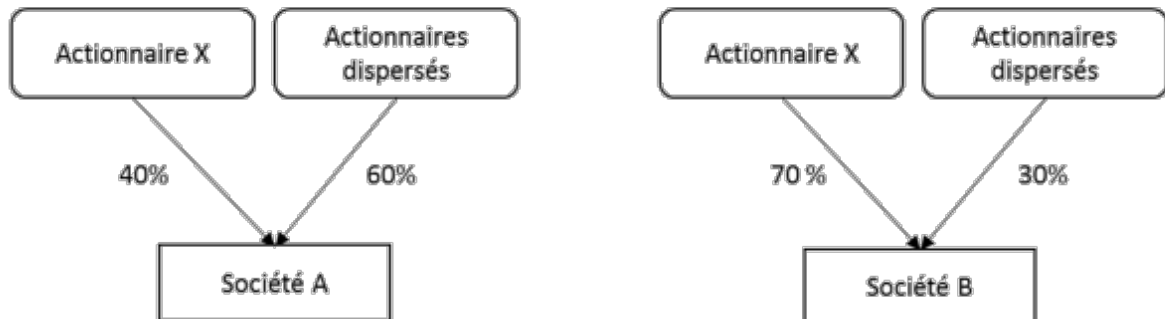 Actionnaire X
Actionnaires
dispersés
40%
60%
Société A
Actionnaire X
Actionnaires
dispersés
70 %
30%
Société B